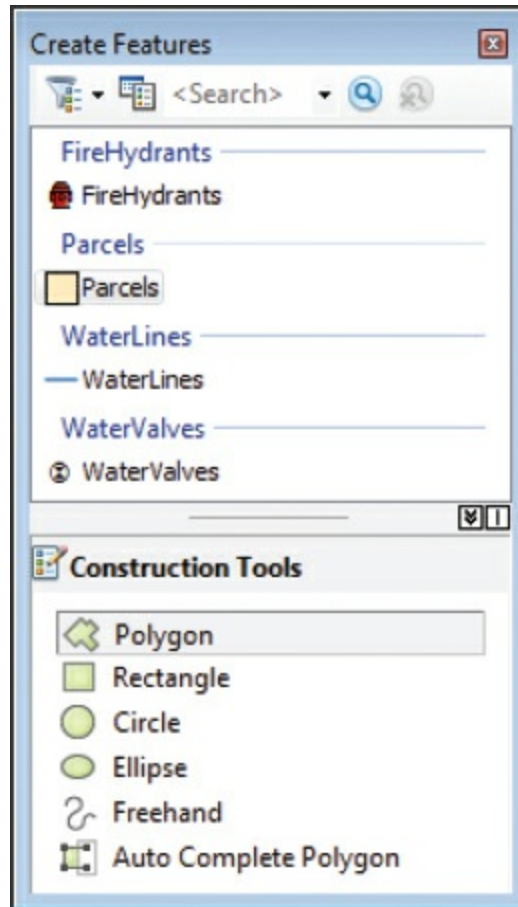 Create Features
<Search>
FireHydrants
FireHydrants
Parcels
Parcels
WaterLines
WaterLines
WaterValves
WaterValves
Construction Tools
Polygon
Rectangle
Circle
Ellipse
Freehand
Auto Complete Polygon